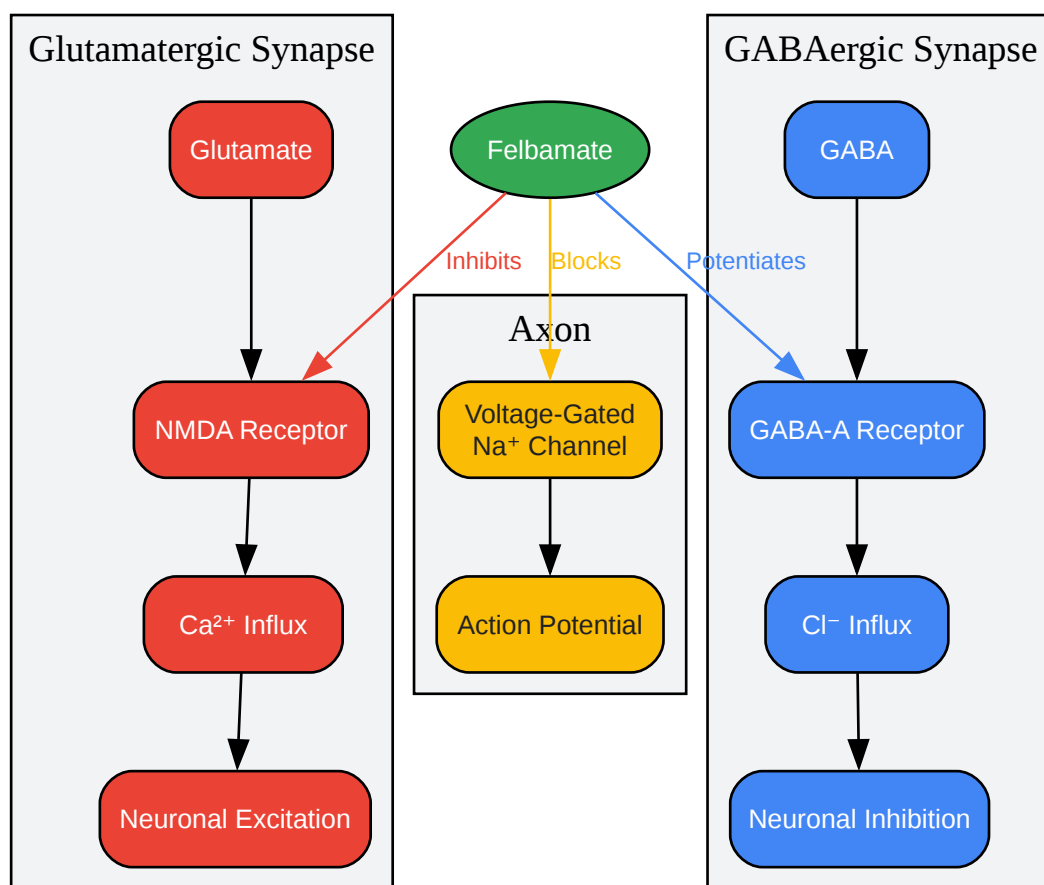 Glutamatergic Synapse
GABAergic Synapse
Glutamate
Felbamate
GABA
Inhibits
Blocks
Potentiates
Axon
NMDA Receptor
Voltage-Gated
Na⁺ Channel
GABA-A Receptor
Ca²⁺ Influx
Action Potential
Cl⁻ Influx
Neuronal Excitation
Neuronal Inhibition